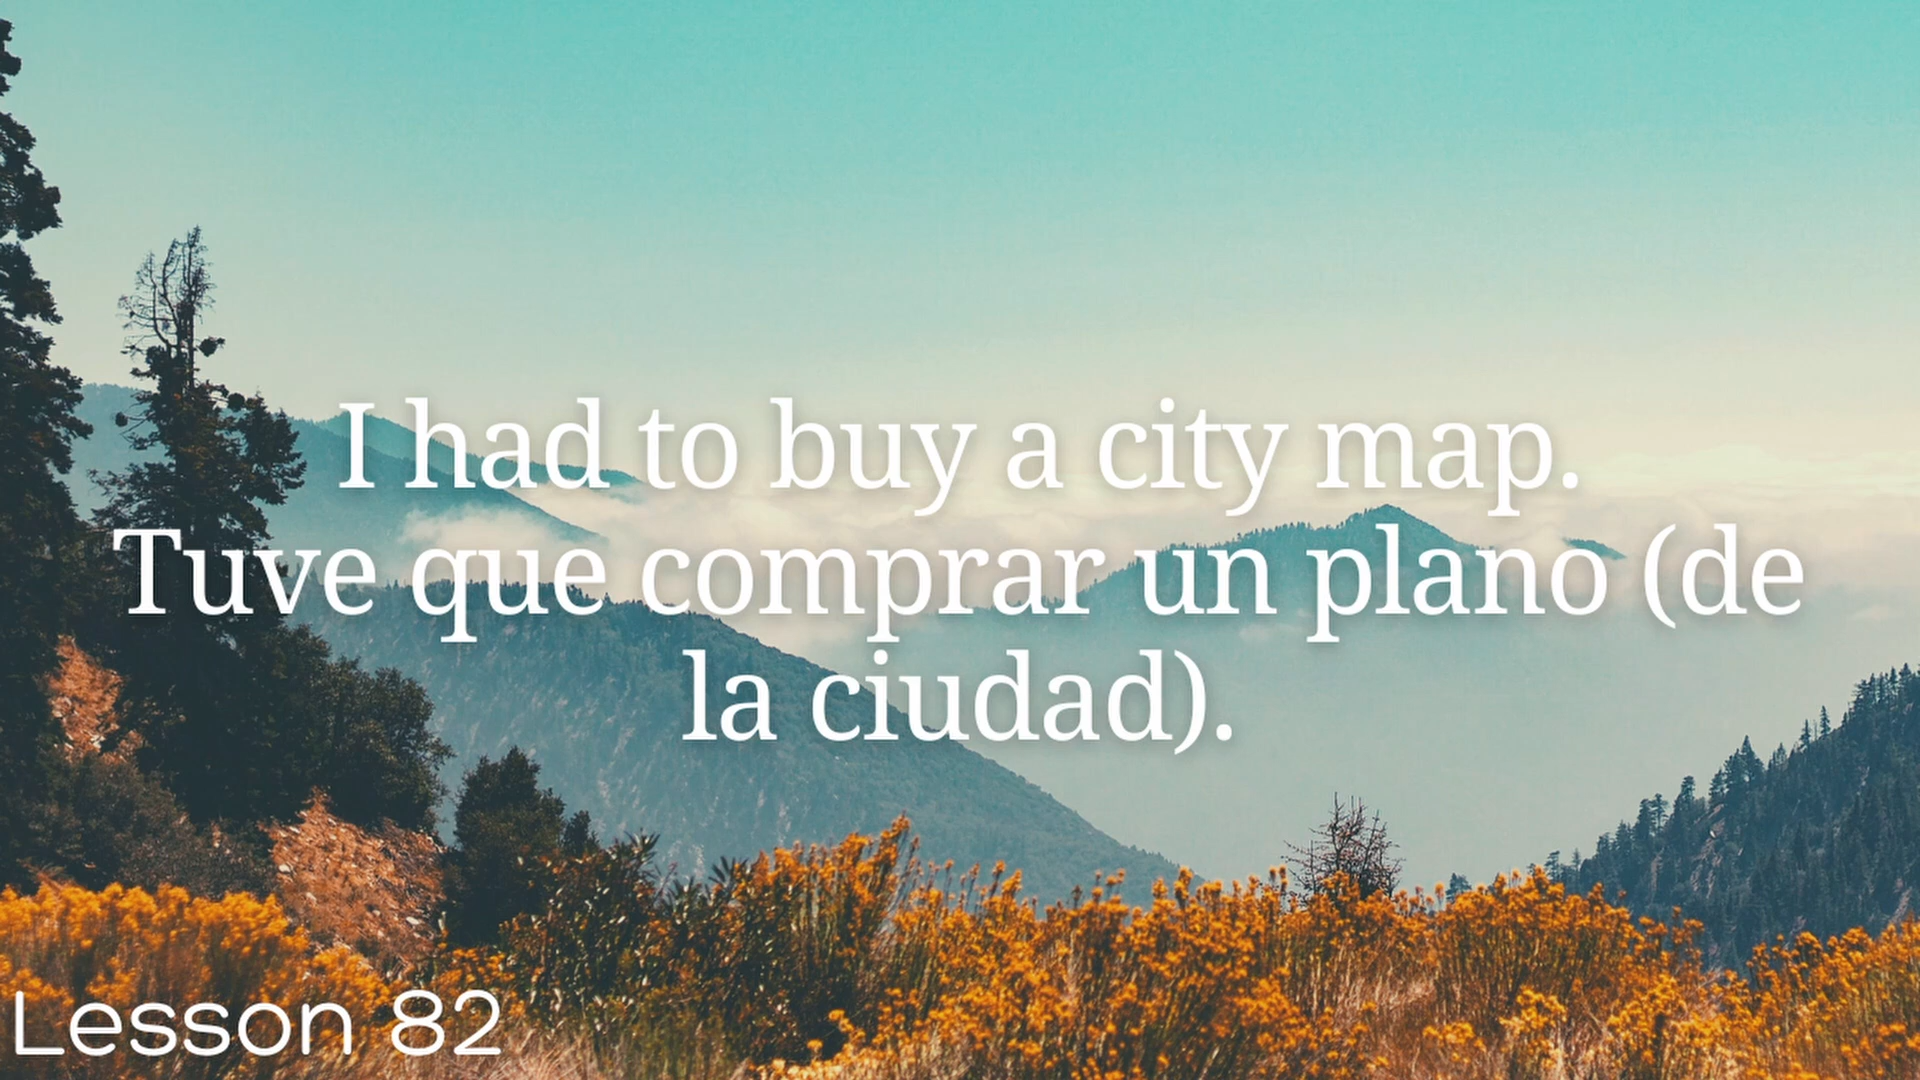 I had to buy a city map.
Tuve que comprar un plano (de
la ciudad).
Lesson 82